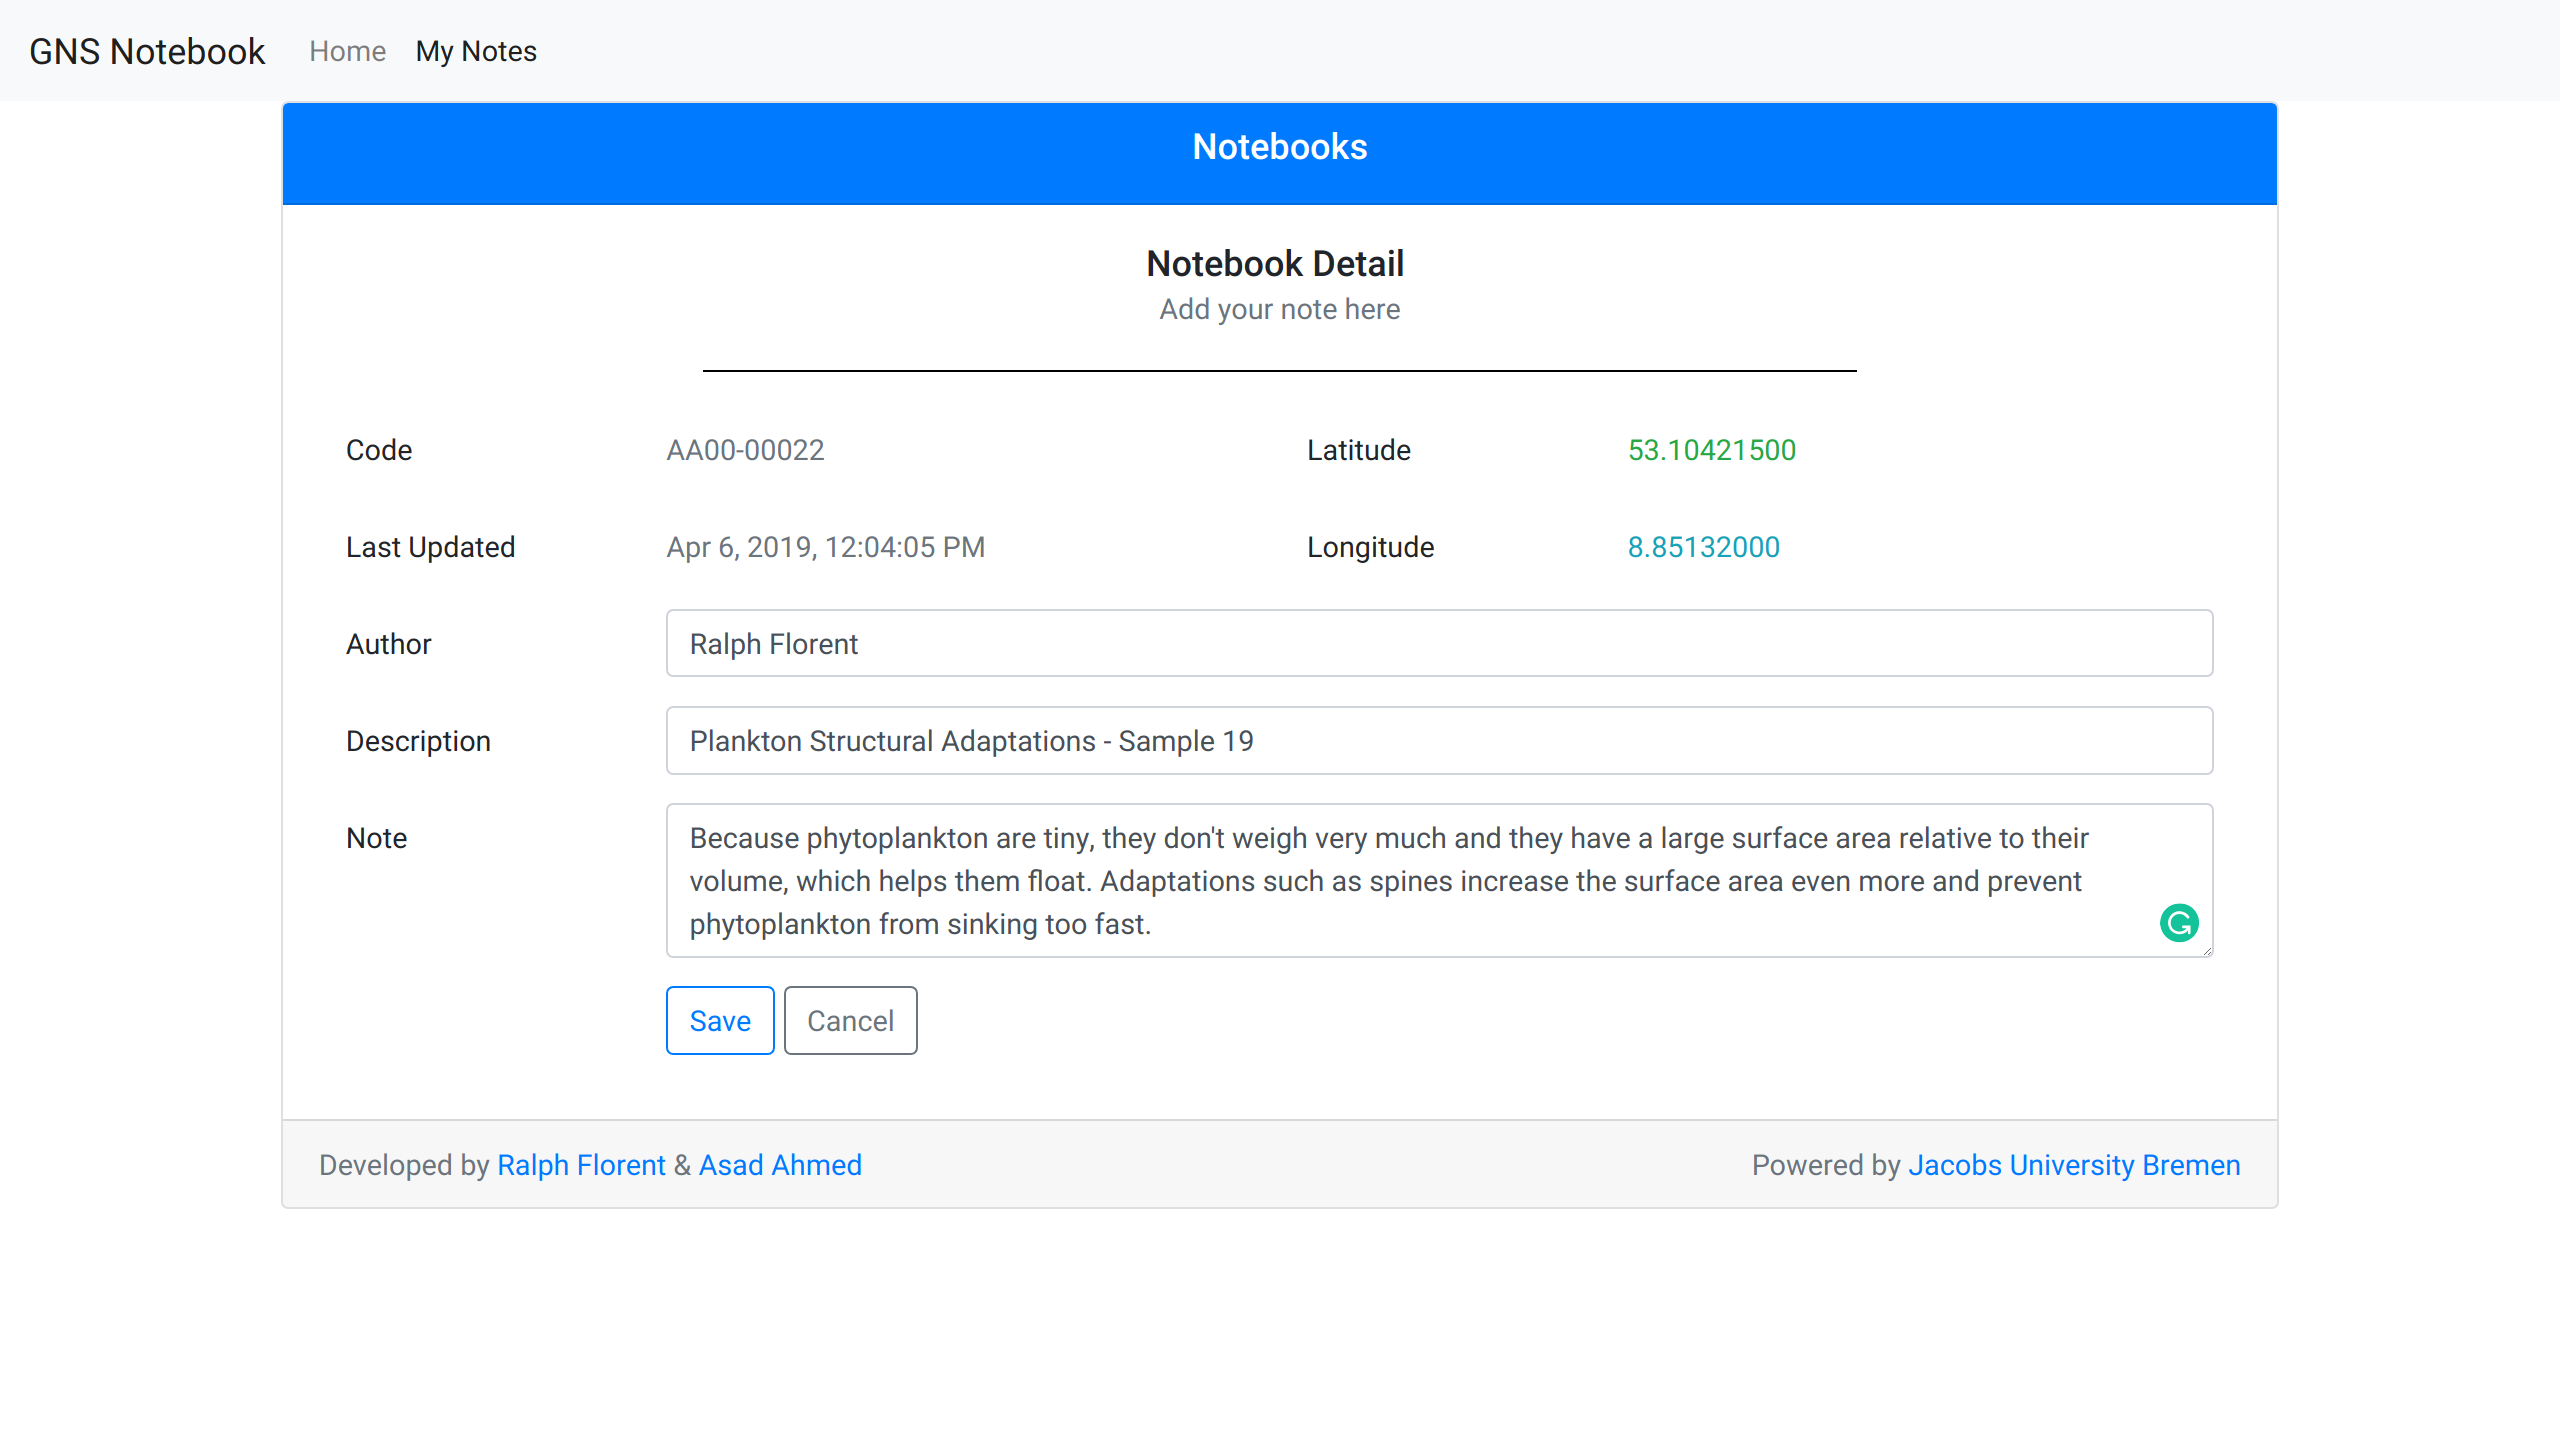 GNS Notebook Home My Notes
Notebooks
Notebook Detail
Add your note here
Code AA00-00022 Latitude 53.10421500
Last Updated Apr 6, 2019, 12:04:05 PM Longitude 8.85132000
Author Ralph Florent
Description Plankton Structural Adaptations - Sample 19
Note Because phytoplankton are tiny, they don't weigh very much and they have a large surface area relative to their
volume, which helps them float. Adaptations such as spines increase the surface area even more and prevent
phytoplankton from sinking too fast.
Save Cancel
Developed by Ralph Florent & Asad Ahmed Powered by Jacobs University Bremen